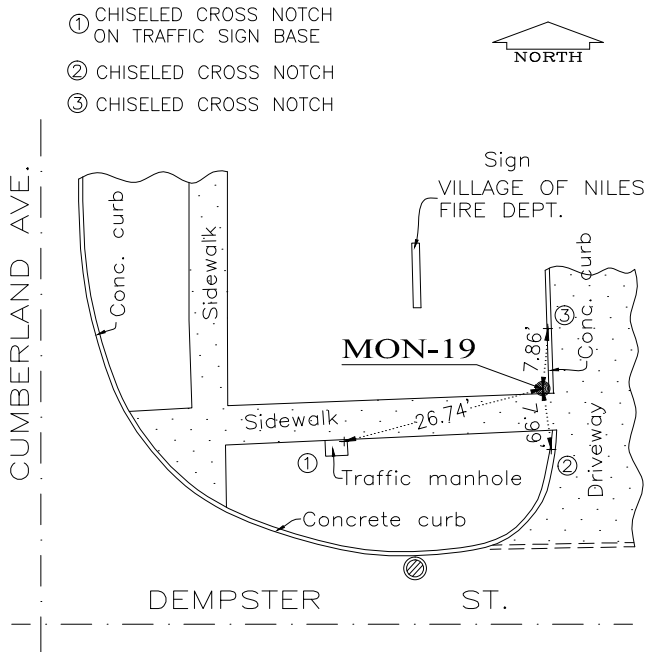 ① CHISELED CROSS NOTCH
ON TRAFFIC SIGN BASE
② CHISELED CROSS NOTCH
③ CHISELED CROSS NOTCH
NORTH
Sign
VILLAGE OF NILES
FIRE DEPT.
CUMBERLAND AVE.
Conc. curb
Sidewalk
Conc. curb
③
MON-19
7.86'
Sidewalk
26.74'
7.99'
①
②
Driveway
Traffic manhole
Concrete curb
DEMPSTER ST.